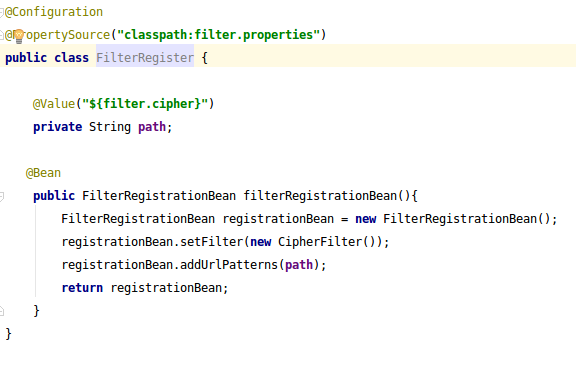 @Configuration
@PropertySource("classpath:filter.properties")
public class FilterRegister {
@Value("${filter.cipher}")
private String path;
@Bean
public FilterRegistrationBean filterRegistrationBean(){
FilterRegistrationBean registrationBean = new FilterRegistrationBean();
registrationBean.setFilter(new CipherFilter());
registrationBean.addUrlPatterns(path);
return registrationBean;
}
}